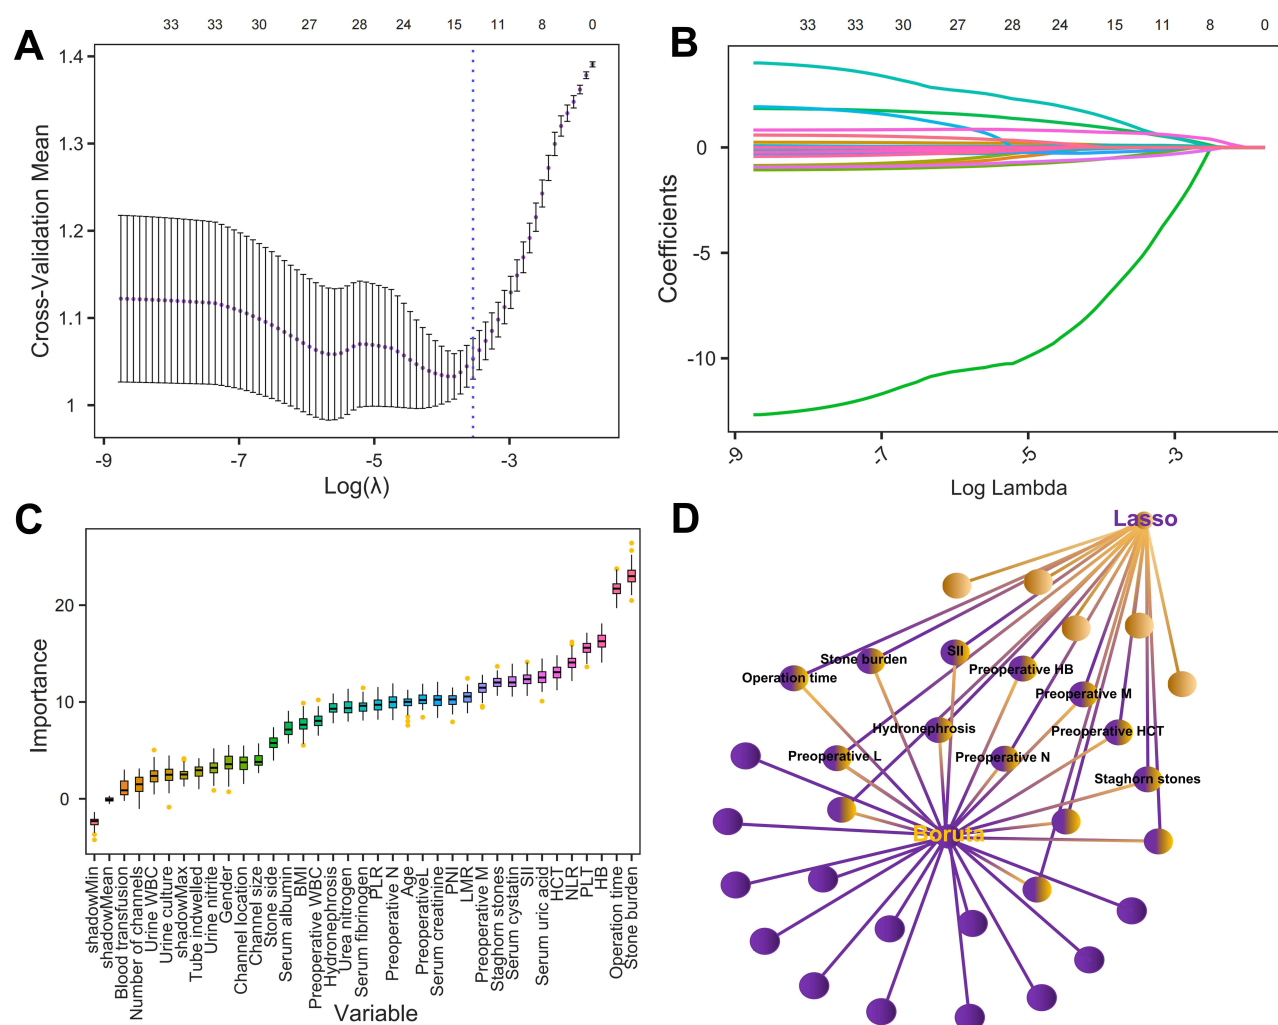 A
33 33 30 27 28 24 15 11 8 0
1.4
1.3
1.2
1.1
1
Cross-Validation Mean
-9 -7 -5 -3
Log(λ)
B
33 33 30 27 28 24 15 11 8 0
0
-5
-10
Coefficients
-9 -7 -5 -3
Log Lambda
C
20
10
0
Importance
shadowMin
shadowMean
Blood transfusion
Number of channels
Urine WBC
Urine culture
shadowMax
Tube indwelled
Urine nitrite
Gender
Channel location
Channel size
Stone side
Serum albumin
BMI
Preoperative WBC
Hydronephrosis
Urea nitrogen
Serum fibrinogen
PLR
Preoperative N
Age
PreoperativeL
Serum creatinine
PNI
LMR
Preoperative M
Staghorn stones
Serum cystatin
SII
Serum uric acid
HCT
NLR
PLT
HB
Operation time
Stone burden
Variable
D
Lasso
Stone burden
SII
Operation time
Preoperative HB
Preoperative M
Hydronephrosis
Preoperative HCT
Preoperative L
Preoperative N
Staghorn stones
Boruta